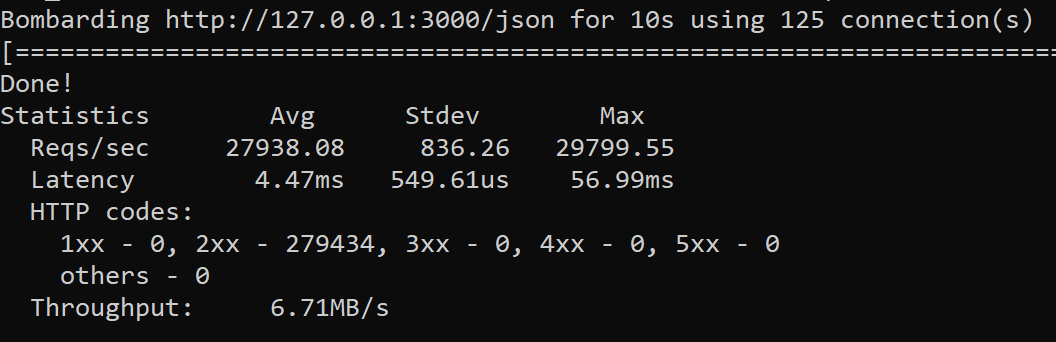 Bombarding http://127.0.0.1:3000/json for 10s using 125 connection(s)
[======================================================================
Done!
Statistics        Avg      Stdev        Max
  Reqs/sec     27938.08     836.26   29799.55
  Latency        4.47ms   549.61us    56.99ms
  HTTP codes:
    1xx - 0, 2xx - 279434, 3xx - 0, 4xx - 0, 5xx - 0
    others - 0
  Throughput:     6.71MB/s